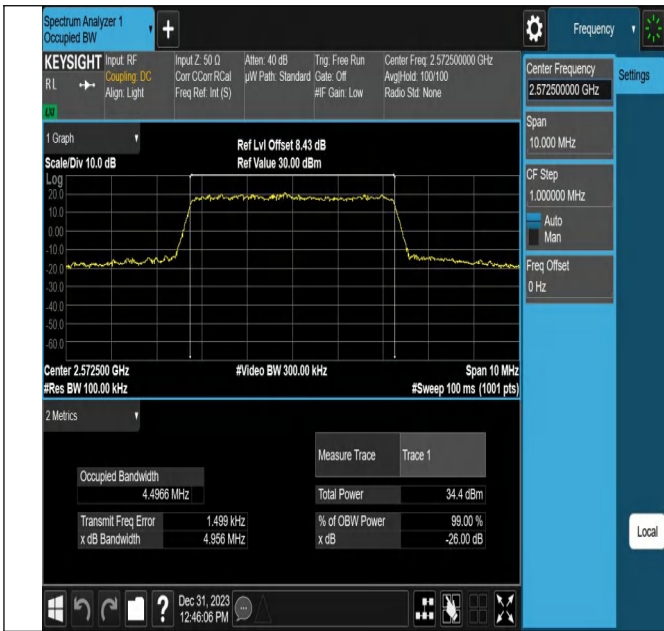 Spectrum Analyzer 1
Occupied BW
+
Frequency
KEYSIGHT
RL
LXI
Input: RF
Coupling: DC
Align: Light
Input Z: 50 Ω
Corr CCorr RCal
Freq Ref: Int (S)
Atten: 40 dB
µW Path: Standard
Trig: Free Run
Gate: Off
#IF Gain: Low
Center Freq: 2.572500000 GHz
Avg|Hold: 100/100
Radio Std: None
Center Frequency
2.572500000 GHz
Settings
Span
10.000 MHz
CF Step
1.000000 MHz
Auto
Man
Freq Offset
0 Hz
Local
1 Graph
Scale/Div 10.0 dB
Ref Lvl Offset 8.43 dB
Ref Value 30.00 dBm
Log
20.0
10.0
0.00
-10.0
-20.0
-30.0
-40.0
-50.0
-60.0
Center 2.572500 GHz
#Video BW 300.00 kHz
Span 10 MHz
#Res BW 100.00 kHz
#Sweep 100 ms (1001 pts)
2 Metrics
Measure Trace
Trace 1
Occupied Bandwidth
4.4966 MHz
Total Power
34.4 dBm
Transmit Freq Error
1.499 kHz
% of OBW Power
99.00 %
x dB Bandwidth
4.956 MHz
x dB
-26.00 dB
?
Dec 31, 2023
12:46:06 PM